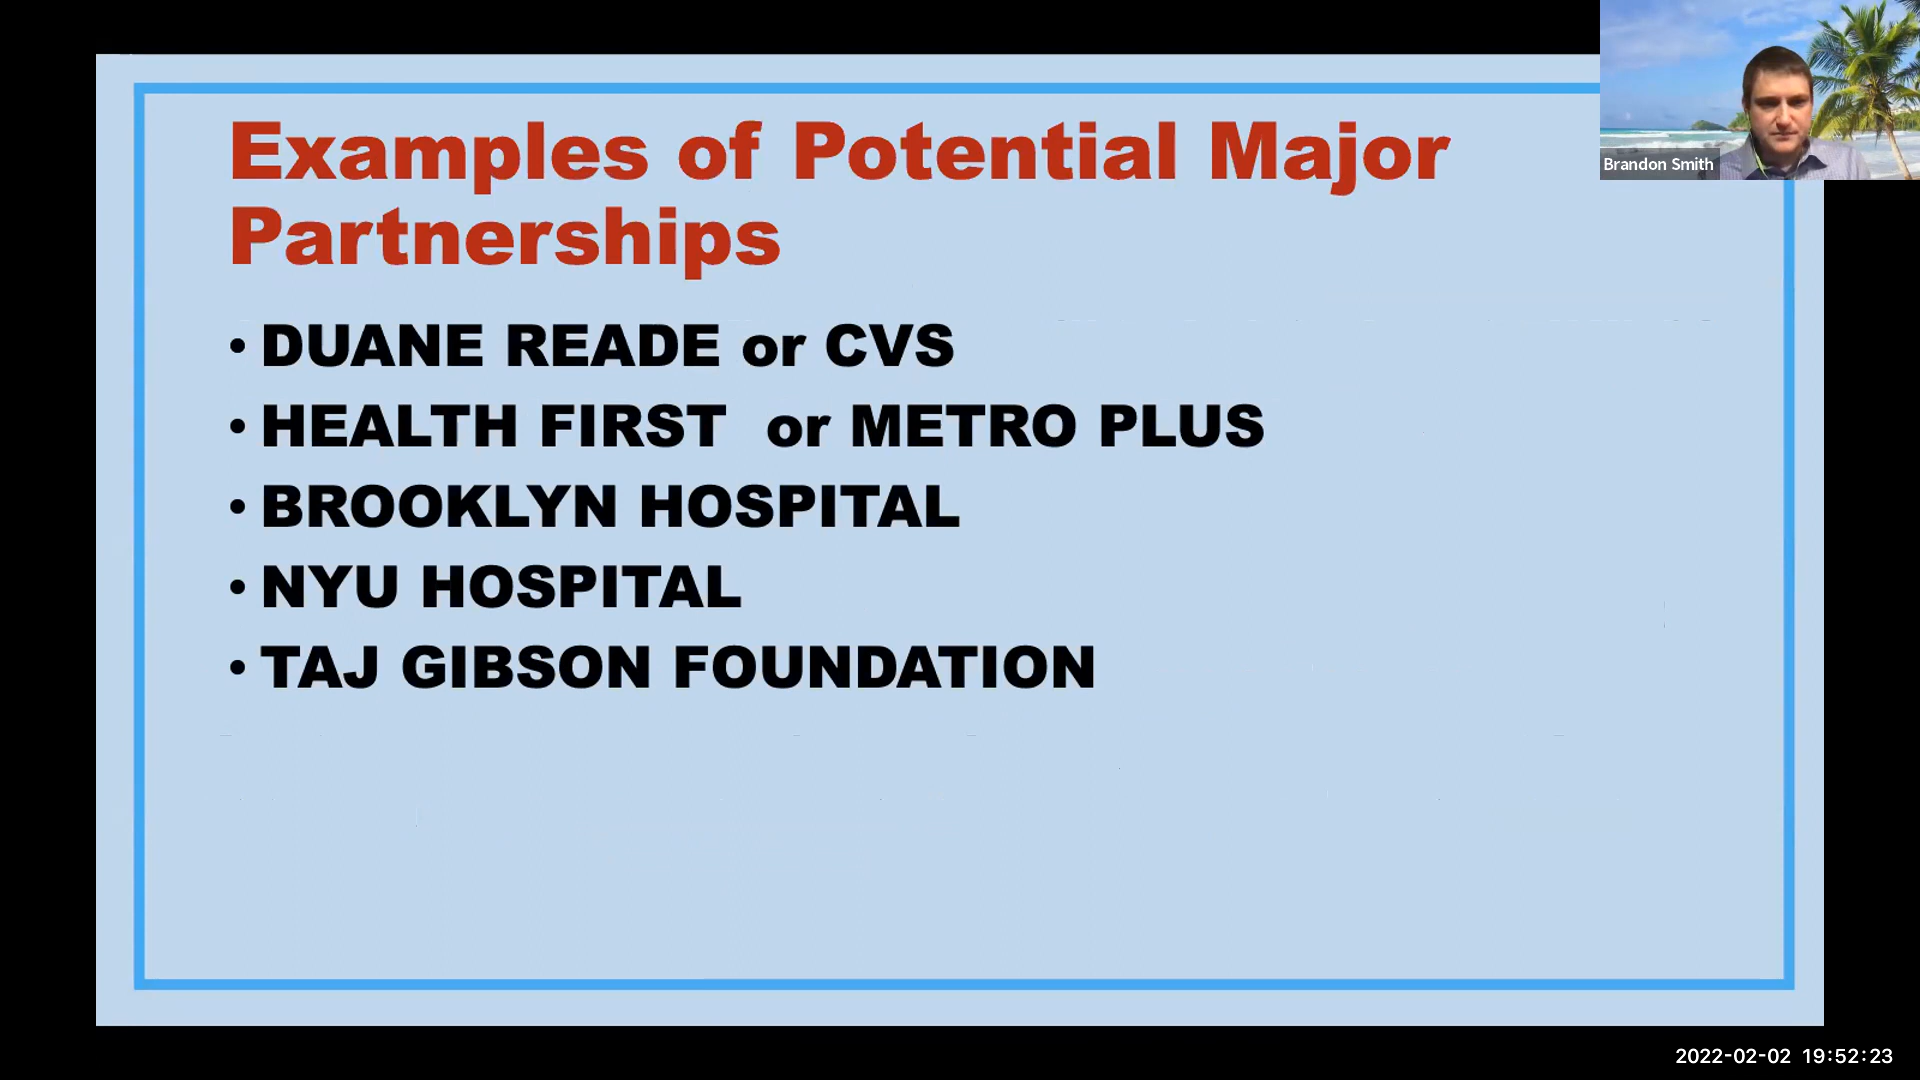 Examples of Potential Major
Partnerships
• DUANE READE or CVS
• HEALTH FIRST  or METRO PLUS
• BROOKLYN HOSPITAL
• NYU HOSPITAL
• TAJ GIBSON FOUNDATION
Brandon Smith
2022-02-02 19:52:23